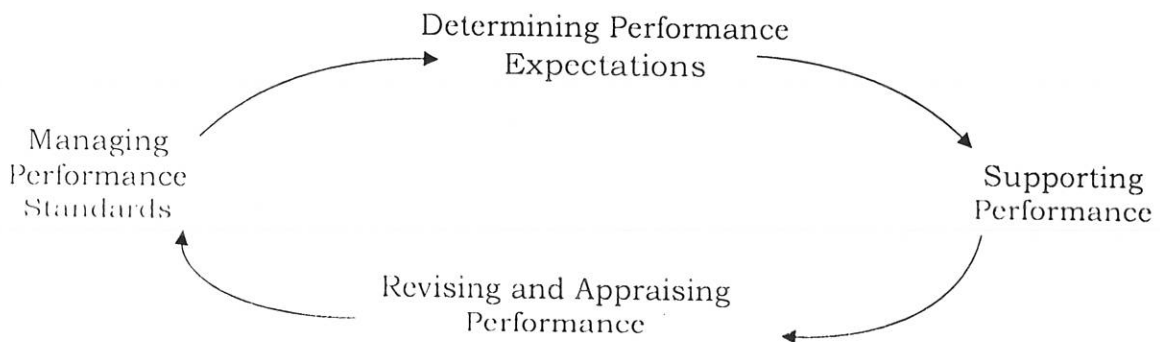 Determining Performance
Expectations
Managing
Performance
Standards
Supporting
Performance
Revising and Appraising
Performance